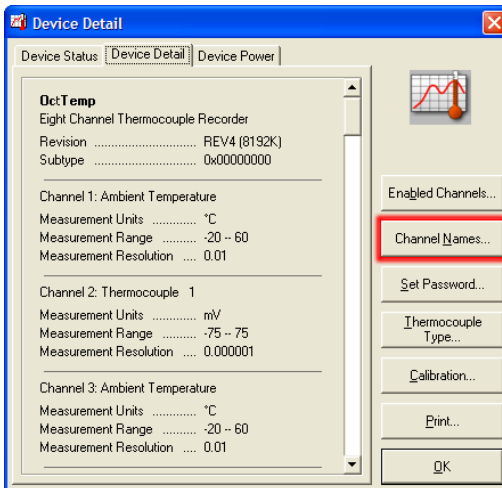 Device Detail
Device Status Device Detail Device Power
OctTemp
Eight Channel Thermocouple Recorder
Revision ............................ REV4 (8192K)
Subtype ............................ 0x00000000
Channel 1: Ambient Temperature
Measurement Units ............. °C
Measurement Range .......... -20 -- 60
Measurement Resolution .... 0.01
Channel 2: Thermocouple 1
Measurement Units ............. mV
Measurement Range .......... -75 -- 75
Measurement Resolution .... 0.000001
Channel 3: Ambient Temperature
Measurement Units ............. °C
Measurement Range .......... -20 -- 60
Measurement Resolution .... 0.01
Enabled Channels...
Channel Names...
Set Password...
Thermocouple
Type...
Calibration...
Print...
OK